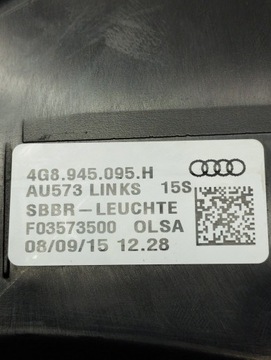 4G8.945.095.H
AU573 LINKS 15S
SBBR-LEUCHTE
F03573500 OLSA
08/09/15 12.28